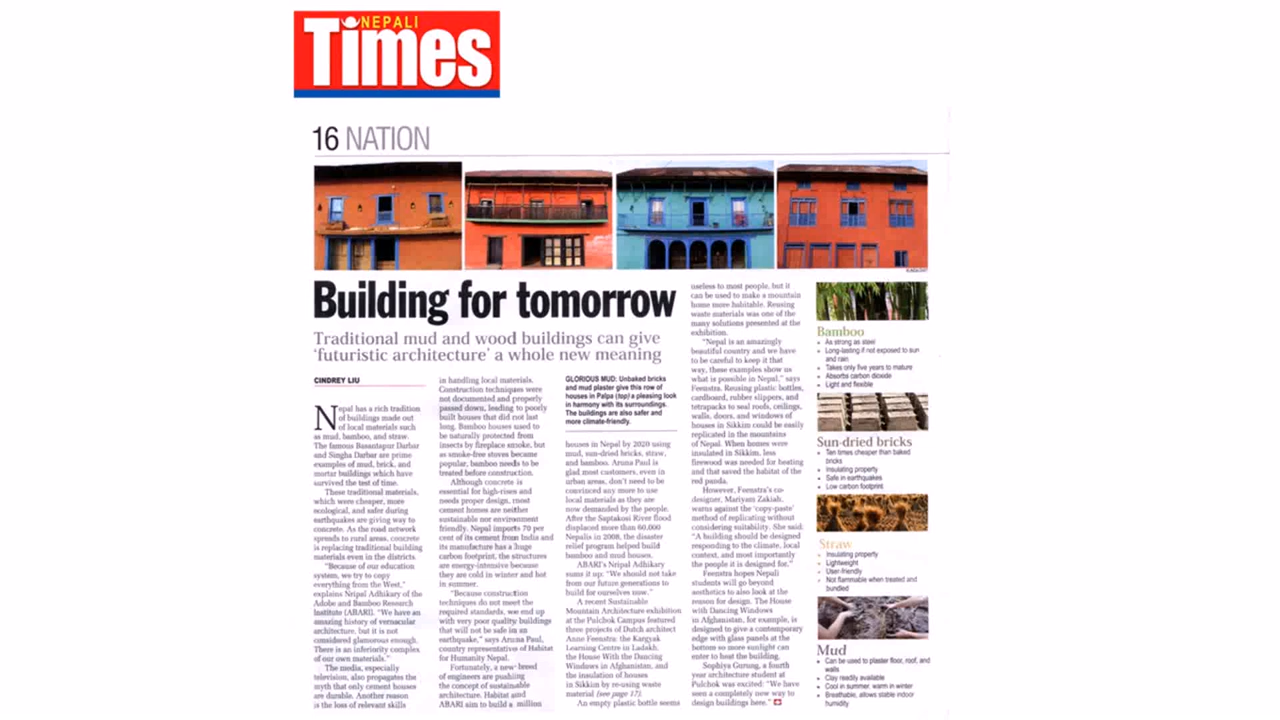 NEPALI
Times
16 NATION
Building for tomorrow
Traditional mud and wood buildings can give
'futuristic architecture' a whole new meaning
CINDREY LIU
Nepal has a rich tradition
of buildings made out
of local materials such
as mud, bamboo, and straw.
The famous Basantapur Darbar
and Singha Darbar are prime
examples of mud, brick, and
mortar buildings which have
survived the test of time.
These traditional materials,
which were cheaper, more
ecological, and safer during
earthquakes are giving way to
concrete. As the road network
spreads to rural areas, concrete
is replacing traditional building
materials even in the districts.
"Because of our education
system, we try to copy
everything from the West,"
explains Nripal Adhikary of the
Adobe and Bamboo Research
Institute (ABARI). "We have an
amazing history of vernacular
architecture, but it is not
considered glamorous enough.
There is an inferiority complex
of our own materials."
The media, especially
television, also propagates the
myth that only cement houses
are durable. Another reason
is the loss of relevant skills
in handling local materials.
Construction techniques were
not documented and properly
passed down, leading to poorly
built houses that did not last
long. Bamboo houses used to
be naturally protected from
insects by fireplace smoke, but
as smoke-free stoves became
popular, bamboo needs to be
treated before construction.
Although concrete is
essential for high-rises and
needs proper design, most
cement homes are neither
sustainable nor environment
friendly. Nepal imports 70 per
cent of its cement from India and
its manufacture has a huge
carbon footprint, the structures
are energy-intensive because
they are cold in winter and hot
in summer.
"Because construction
techniques do not meet the
required standards, we end up
with very poor quality buildings
that will not be safe in an
earthquake," says Aruna Paul,
country representative of Habitat
for Humanity Nepal.
Fortunately, a new breed
of engineers are pushing
the concept of sustainable
architecture. Habitat and
ABARI aim to build a million
GLORIOUS MUD: Unbaked bricks
and mud plaster give this row of
houses in Palpa (top) a pleasing look
in harmony with its surroundings.
The buildings are also safer and
more climate-friendly.
houses in Nepal by 2020 using
mud, sun-dried bricks, straw,
and bamboo. Aruna Paul is
glad most customers, even in
urban areas, don't need to be
convinced any more to use
local materials as they are
now demanded by the people.
After the Saptakosi River flood
displaced more than 60,000
Nepalis in 2008, the disaster
relief program helped build
bamboo and mud houses.
ABARI's Nripal Adhikary
sums it up: "We should not take
from our future generations to
build for ourselves now."
A recent Sustainable
Mountain Architecture exhibition
at the Pulchok Campus featured
three projects of Dutch architect
Anne Feenstra: the Kargyak
Learning Centre in Ladakh,
the House With the Dancing
Windows in Afghanistan, and
the insulation of houses
in Sikkim by re-using waste
material (see page 17).
An empty plastic bottle seems
useless to most people, but it
can be used to make a mountain
home more habitable. Reusing
waste materials was one of the
many solutions presented at the
exhibition.
"Nepal is an amazingly
beautiful country and we have
to be careful to keep it that
way, these examples show us
what is possible in Nepal," says
Feenstra. Reusing plastic bottles,
cardboard, rubber slippers, and
tetrapacks to seal roofs, ceilings,
walls, doors, and windows of
houses in Sikkim could be easily
replicated in the mountains
of Nepal. When homes were
insulated in Sikkim, less
firewood was needed for heating
and that saved the habitat of the
red panda.
However, Feenstra's co-
designer, Mariyam Zakiah,
warns against the 'copy-paste'
method of replicating without
considering suitability. She said:
"A building should be designed
responding to the climate, local
context, and most importantly
the people it is designed for."
Feenstra hopes Nepali
students will go beyond
aesthetics to also look at the
reason for design. The House
with Dancing Windows
in Afghanistan, for example, is
designed to give a contemporary
edge with glass panels at the
bottom so more sunlight can
enter to heat the building.
Sophiya Gurung, a fourth
year architecture student at
Pulchok was excited: "We have
seen a completely new way to
design buildings here."
Bamboo
• As strong as steel
• Long-lasting if not exposed to sun
and rain
• Takes only five years to mature
• Absorbs carbon dioxide
• Light and flexible
Sun-dried bricks
• Ten times cheaper than baked
bricks
• Insulating property
• Safe in earthquakes
• Low carbon footprint
Straw
• Insulating property
• Lightweight
• User-friendly
• Not flammable when treated and
bundled
Mud
• Can be used to plaster floor, roof, and
walls
• Clay readily available
• Cool in summer, warm in winter
• Breathable, allows stable indoor
humidity